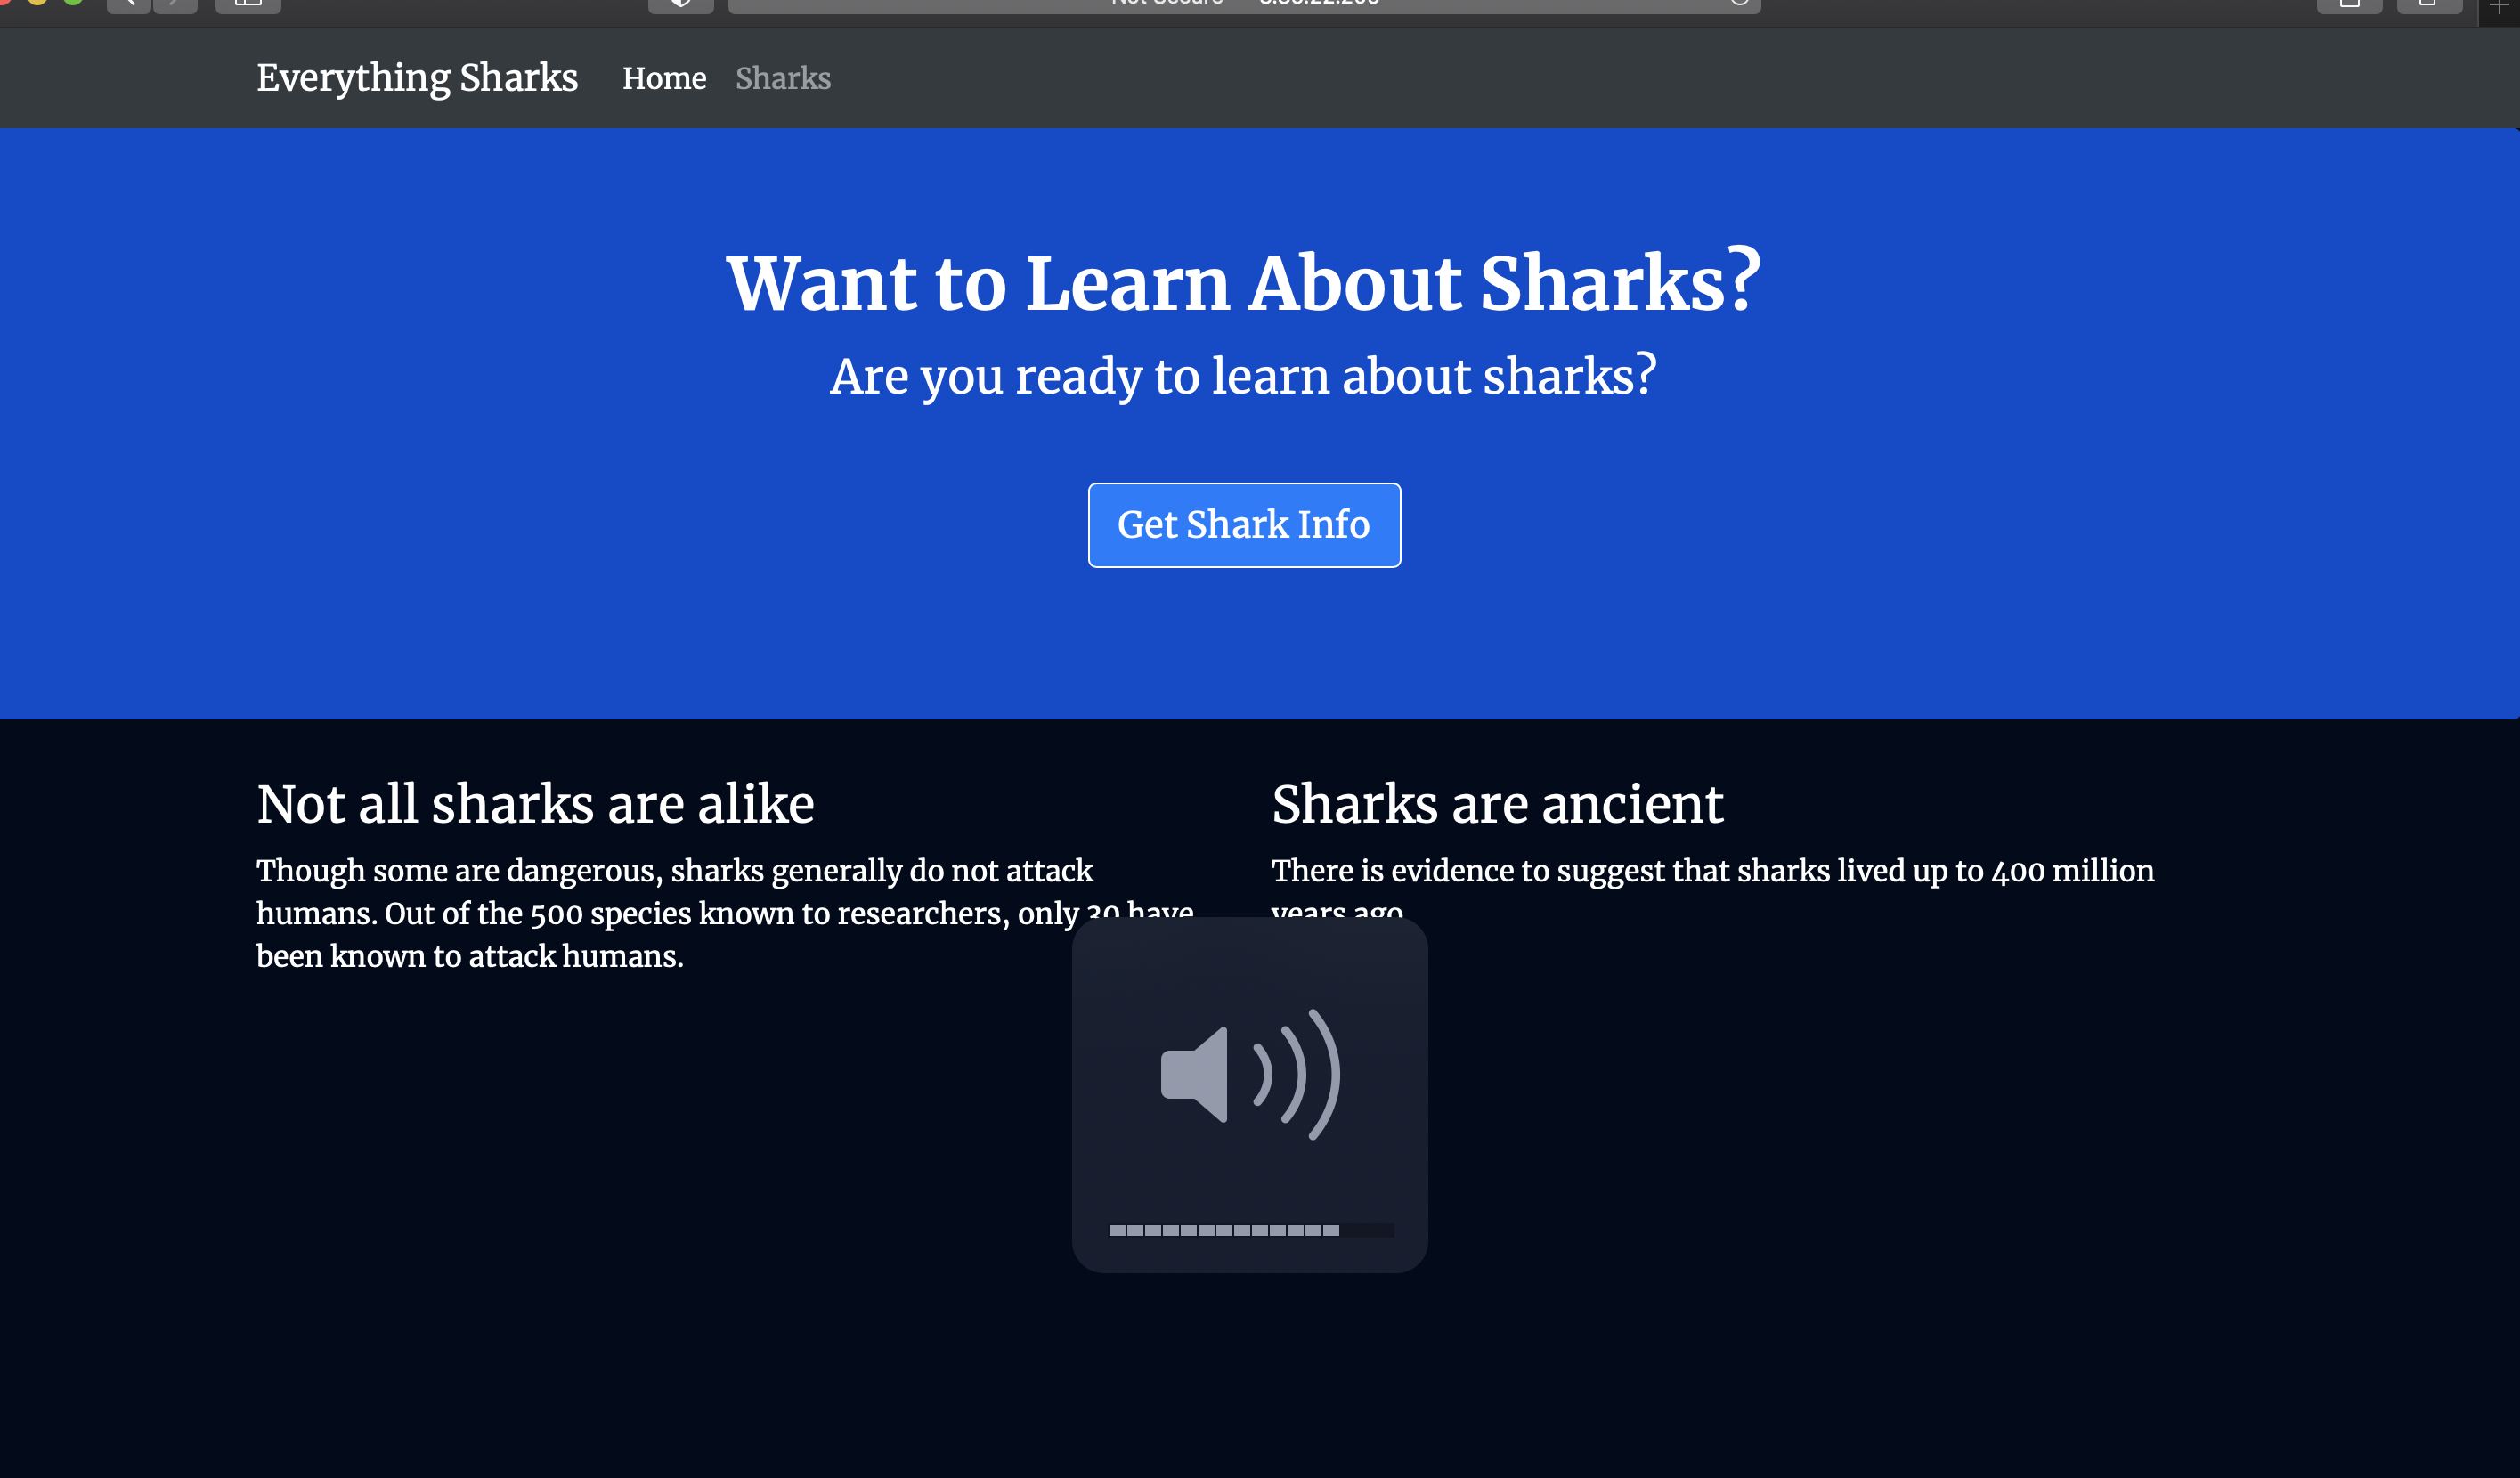 Everything Sharks Home Sharks
Want to Learn About Sharks?
Are you ready to learn about sharks?
Get Shark Info
Not all sharks are alike
Though some are dangerous, sharks generally do not attack
humans. Out of the 500 species known to researchers, only 30 have
been known to attack humans.
Sharks are ancient
There is evidence to suggest that sharks lived up to 400 million
years ago